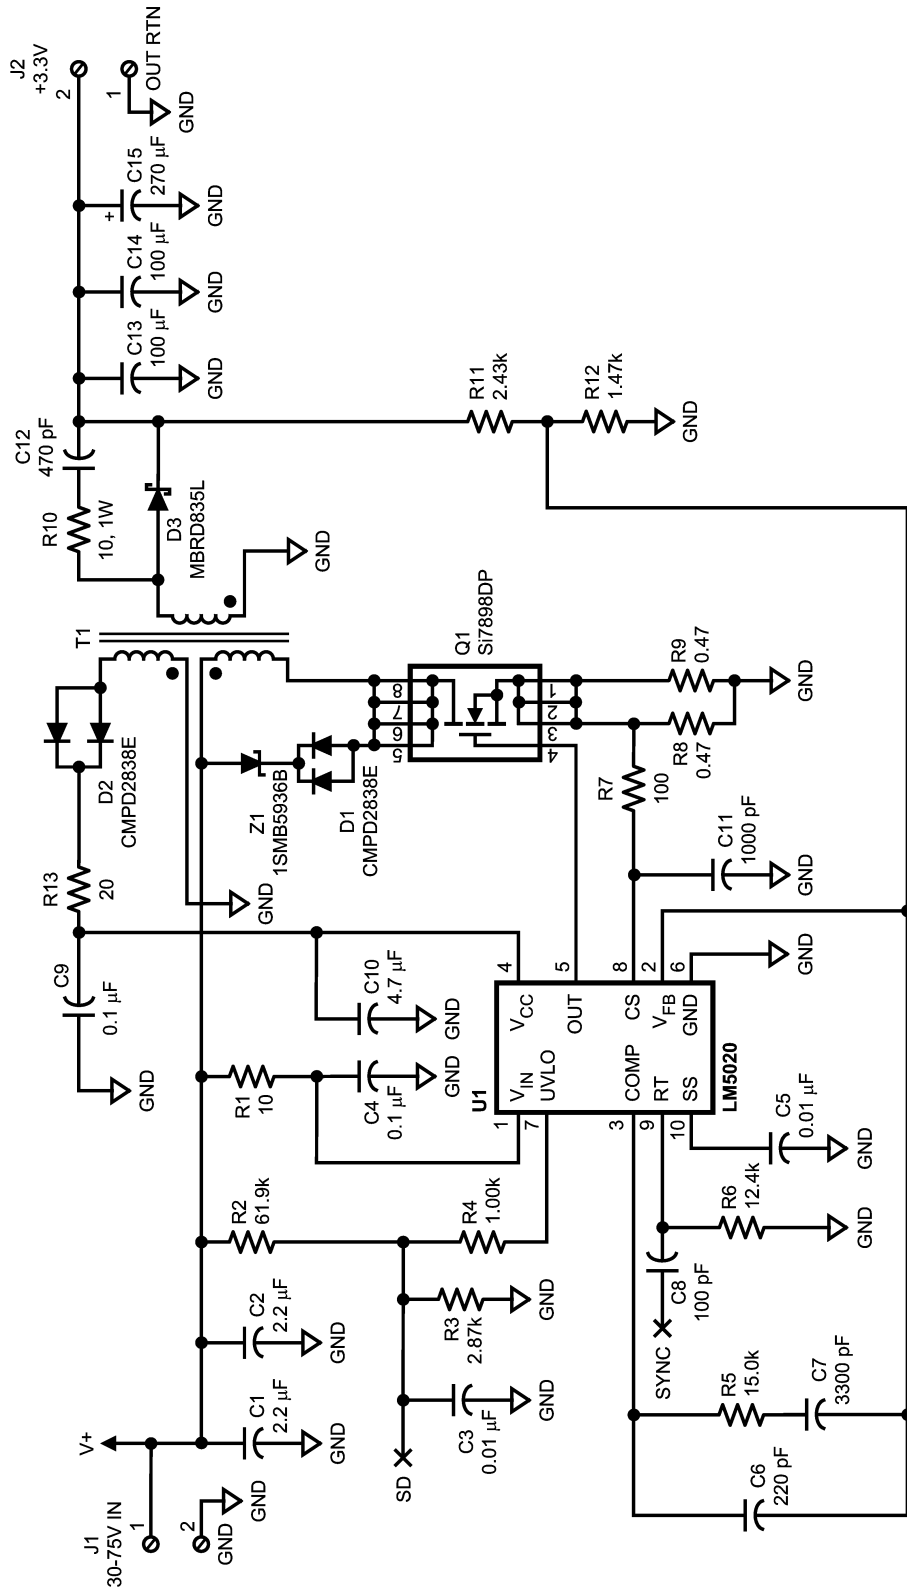 J1
30-75V IN
1
2
GND
GND
V+
C1
2.2 µF
GND
C2
2.2 µF
GND
SD
C3
0.01 µF
GND
R3
2.87k
GND
R2
61.9k
R4
1.00k
R1
10
C4
0.1 µF
GND
C10
4.7 µF
GND
C9
0.1 µF
GND
R13
20
D2
CMPD2838E
GND
T1
Z1
1SMB5936B
D1
CMPD2838E
Q1
Si7898DP
8
7
6
5
1
2
3
4
R10
10, 1W
C12
470 pF
D3
MBRD835L
GND
C13
100 µF
GND
C14
100 µF
GND
C15
270 µF
+
GND
J2
+3.3V
2
1
OUT RTN
GND
R11
2.43k
R12
1.47k
GND
R9
0.47
R8
0.47
GND
R7
100
C11
1000 pF
GND
U1
LM5020
1
VIN
7
UVLO
3
COMP
9
RT
10
SS
VCC
4
OUT
5
CS
8
VFB
2
GND
6
GND
C5
0.01 µF
GND
R6
12.4k
GND
C8
100 pF
SYNC
R5
15.0k
C7
3300 pF
C6
220 pF